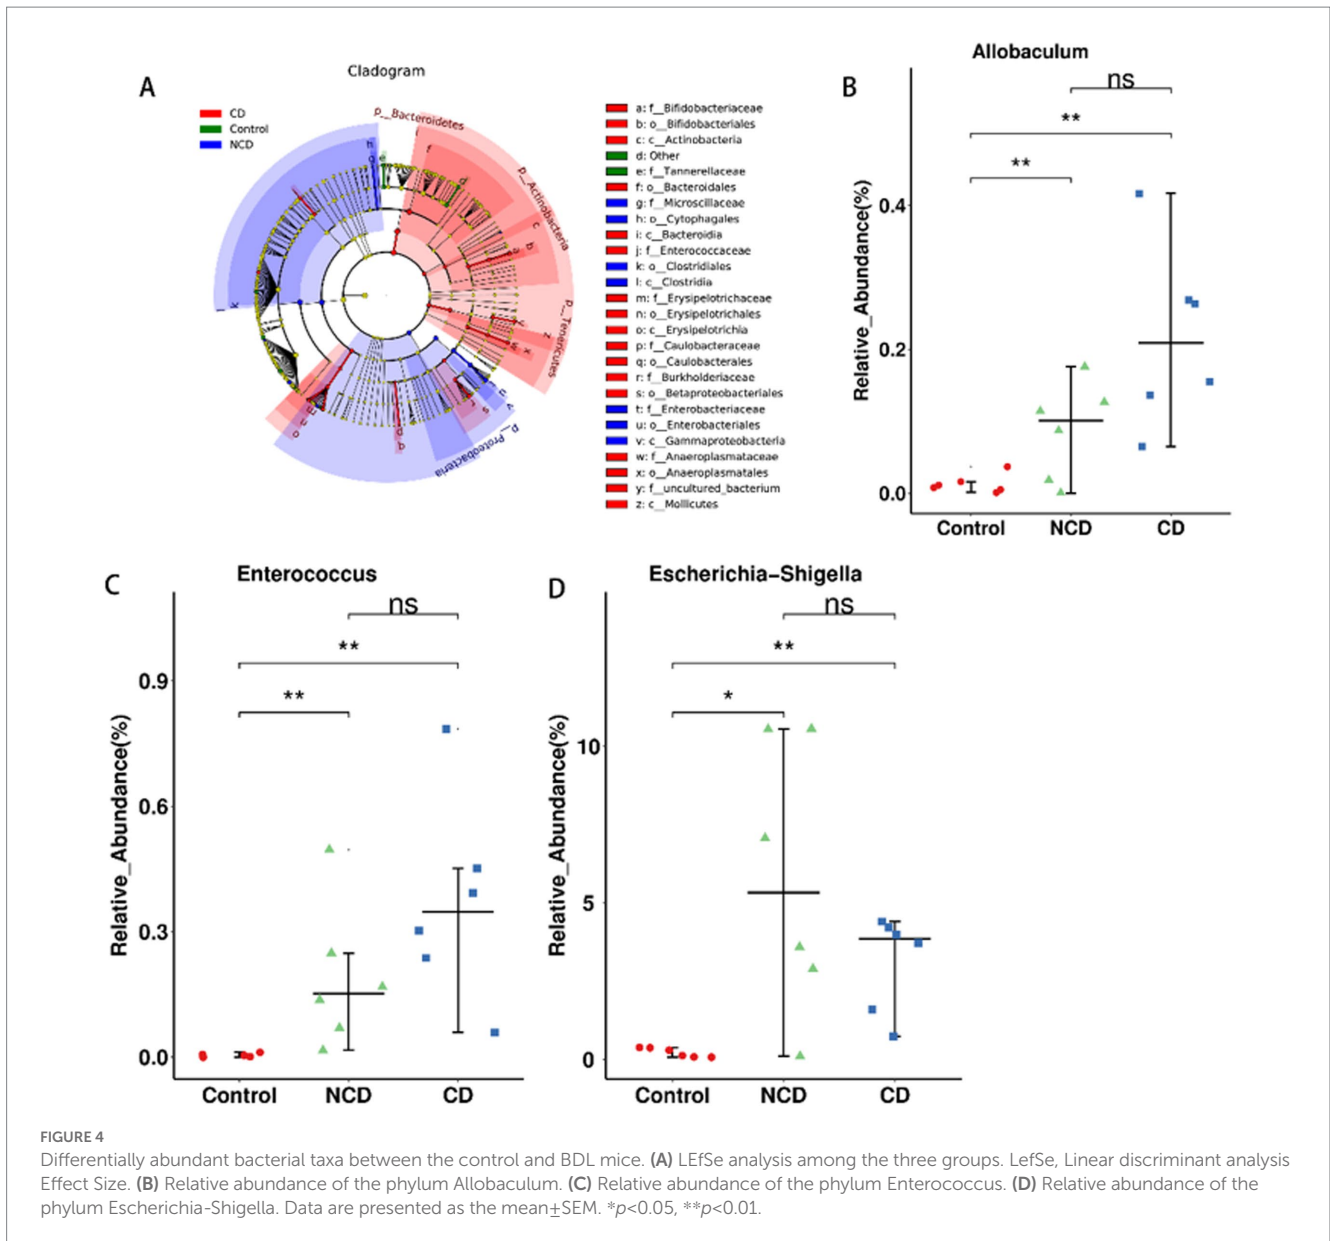 A
Cladogram
CD
Control
NCD
p__Bacteroidetes
p__Actinobacteria
p__Tenericutes
p__Proteobacteria
a: f__Bifidobacteriaceae
b: o__Bifidobacteriales
c: c__Actinobacteria
d: Other
e: f__Tannerellaceae
f: o__Bacteroidales
g: f__Microscillaceae
h: o__Cytophagales
i: c__Bacteroidia
j: f__Enterococcaceae
k: o__Clostridiales
l: c__Clostridia
m: f__Erysipelotrichaceae
n: o__Erysipelotrichales
o: c__Erysipelotrichia
p: f__Caulobacteraceae
q: o__Caulobacterales
r: f__Burkholderiaceae
s: o__Betaproteobacteriales
t: f__Enterobacteriaceae
u: o__Enterobacteriales
v: c__Gammaproteobacteria
w: f__Anaeroplasmataceae
x: o__Anaeroplasmatales
y: f__uncultured_bacterium
z: c__Mollicutes
B
Allobaculum
ns
**
**
Relative_Abundance(%)
0.4
0.2
0.0
Control NCD CD
C
Enterococcus
ns
**
**
Relative_Abundance(%)
0.9
0.6
0.3
0.0
Control NCD CD
D
Escherichia–Shigella
ns
**
*
Relative_Abundance(%)
10
5
0
Control NCD CD
FIGURE 4
Differentially abundant bacterial taxa between the control and BDL mice. (A) LEfSe analysis among the three groups. LefSe, Linear discriminant analysis
Effect Size. (B) Relative abundance of the phylum Allobaculum. (C) Relative abundance of the phylum Enterococcus. (D) Relative abundance of the
phylum Escherichia-Shigella. Data are presented as the mean±SEM. *p<0.05, **p<0.01.